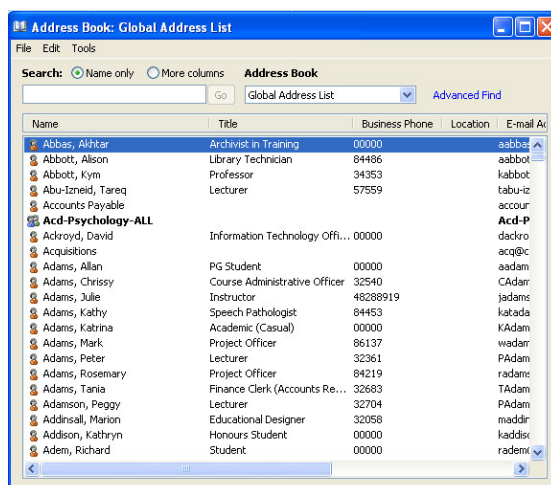 Address Book: Global Address List
File Edit Tools
Search: Name only More columns Address Book
Go Global Address List Advanced Find
Name Title Business Phone Location E-mail Ad
Abbas, Akhtar Archivist in Training 00000 aabbas
Abbott, Alison Library Technician 84486 aabbot
Abbott, Kym Professor 34353 kabbot
Abu-Izneid, Tareq Lecturer 57559 tabu-iz
Accounts Payable accour
Acd-Psychology-ALL Acd-P
Ackroyd, David Information Technology Offi... 00000 dackro
Acquisitions acq@c
Adams, Allan PG Student 00000 aadam
Adams, Chrissy Course Administrative Officer 32540 CAdam
Adams, Julie Instructor 48288919 jadams
Adams, Kathy Speech Pathologist 84453 katada
Adams, Katrina Academic (Casual) 00000 KAdam
Adams, Mark Project Officer 86137 wadam
Adams, Peter Lecturer 32361 PAdam
Adams, Rosemary Project Officer 84219 radams
Adams, Tania Finance Clerk (Accounts Re... 32683 TAdam
Adamson, Peggy Lecturer 32704 PAdam
Addinsall, Marion Educational Designer 32058 maddir
Addison, Kathryn Honours Student 00000 kaddisc
Adem, Richard Student 00000 radem(